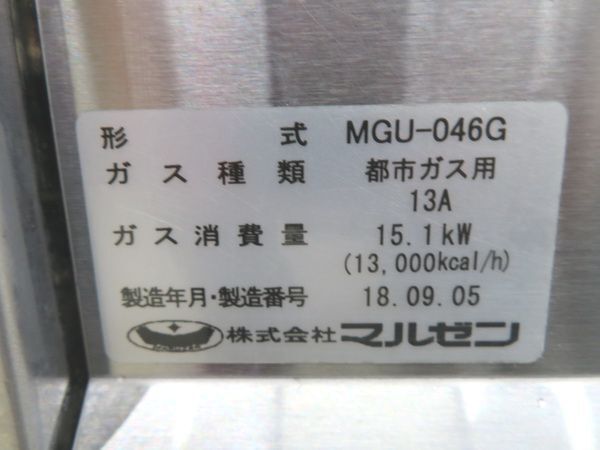 形式 MGU-046G
ガス種類 都市ガス用
13A
ガス消費量 15.1kW
(13,000kcal/h)
製造年月・製造番号 18.09.05
株式会社 マルゼン